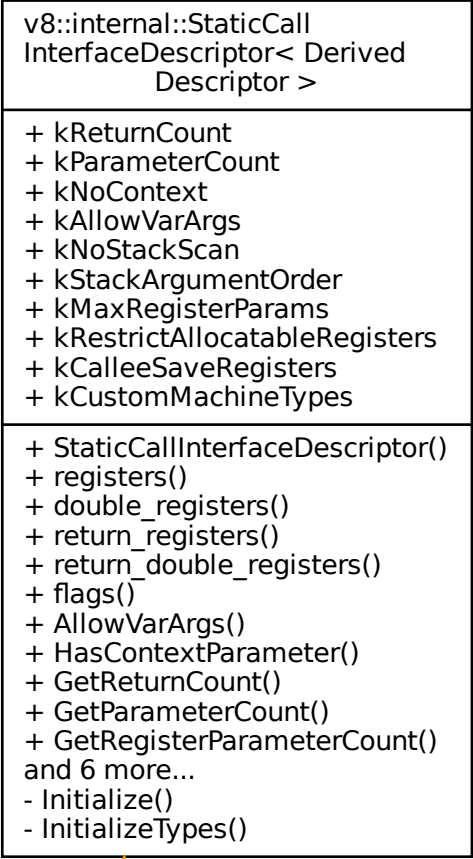 v8::internal::StaticCall
InterfaceDescriptor< Derived
Descriptor >
+ kReturnCount
+ kParameterCount
+ kNoContext
+ kAllowVarArgs
+ kNoStackScan
+ kStackArgumentOrder
+ kMaxRegisterParams
+ kRestrictAllocatableRegisters
+ kCalleeSaveRegisters
+ kCustomMachineTypes
+ StaticCallInterfaceDescriptor()
+ registers()
+ double_registers()
+ return_registers()
+ return_double_registers()
+ flags()
+ AllowVarArgs()
+ HasContextParameter()
+ GetReturnCount()
+ GetParameterCount()
+ GetRegisterParameterCount()
and 6 more...
- Initialize()
- InitializeTypes()